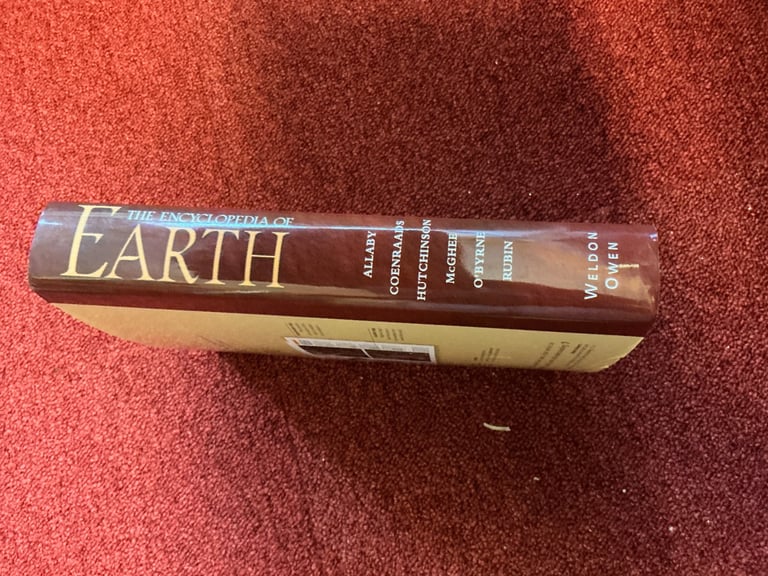 THE ENCYCLOPEDIA OF
EARTH
ALLABY
COENRAADS
HUTCHINSON
McGHEE
O'BYRNE
RUBIN
WELDON
OWEN